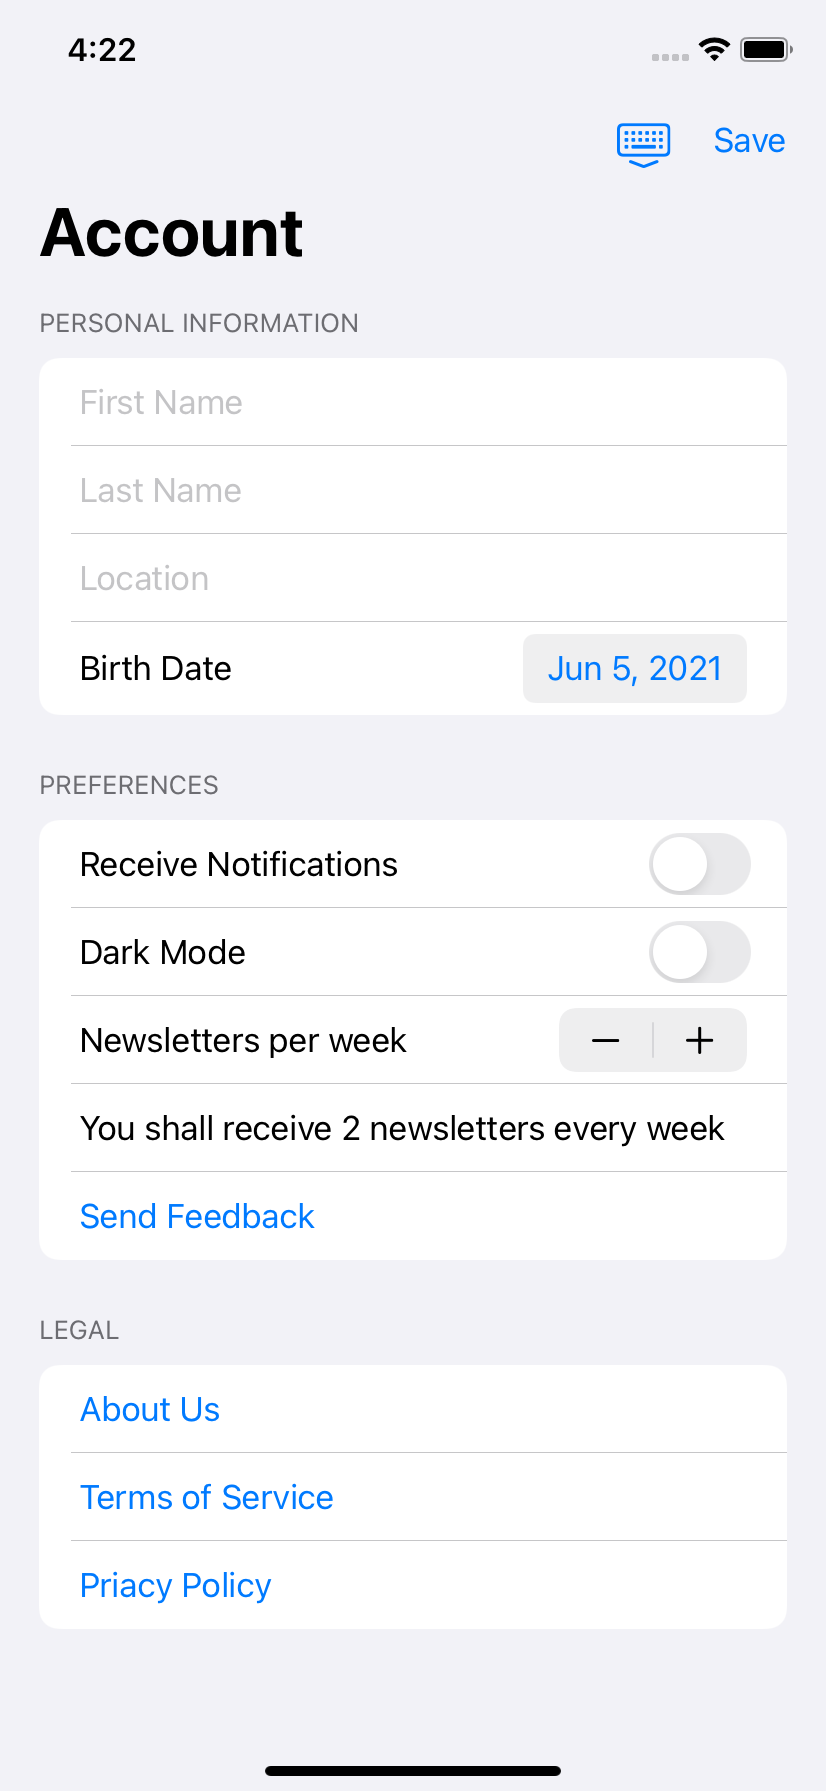 4:22
Save
Account
PERSONAL INFORMATION
First Name
Last Name
Location
Birth Date Jun 5, 2021
PREFERENCES
Receive Notifications
Dark Mode
Newsletters per week
You shall receive 2 newsletters every week
Send Feedback
LEGAL
About Us
Terms of Service
Priacy Policy